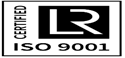 CERTIFIED
LR
ISO 9001